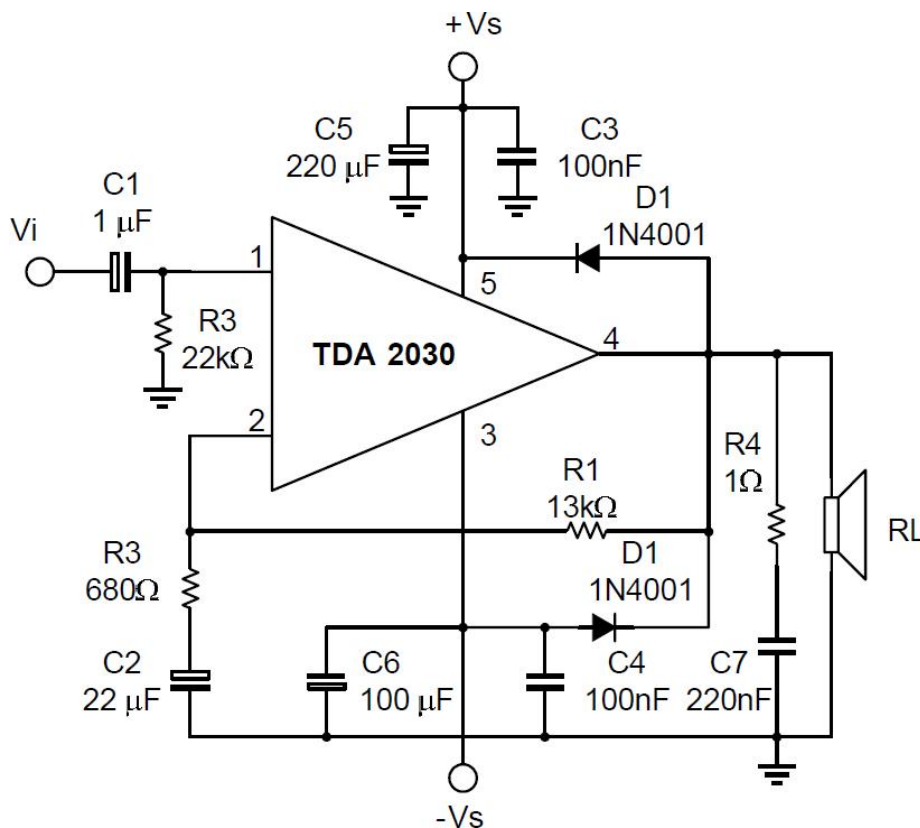 +Vs
C5
220 μF
C3
100nF
C1
1 μF
D1
1N4001
Vi
1
5
R3
22kΩ
TDA 2030
4
2
3
R4
1Ω
R1
13kΩ
RL
R3
680Ω
D1
1N4001
C2
22 μF
C6
100 μF
C4
100nF
C7
220nF
-Vs